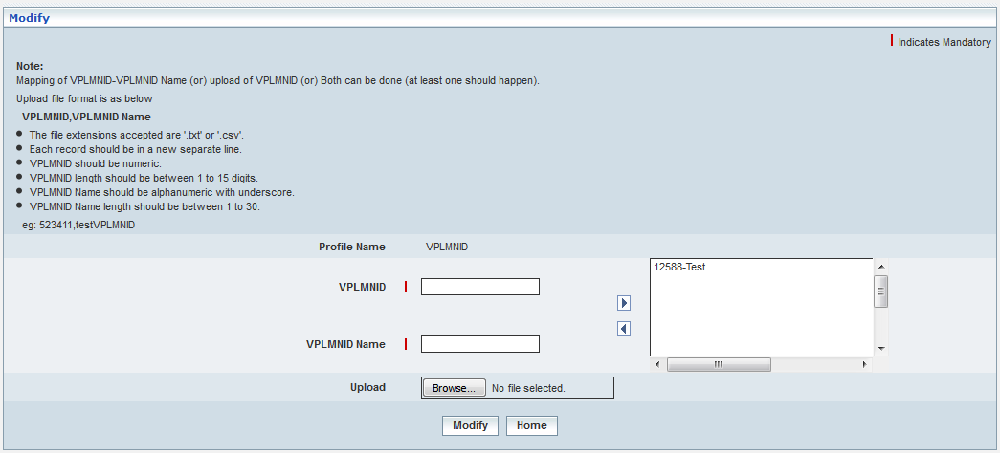 Modify
Indicates Mandatory
Note:
Mapping of VPLMNID-VPLMNID Name (or) upload of VPLMNID (or) Both can be done (at least one should happen).
Upload file format is as below
VPLMNID,VPLMNID Name
The file extensions accepted are '.txt' or '.csv'.
Each record should be in a new separate line.
VPLMNID should be numeric.
VPLMNID length should be between 1 to 15 digits.
VPLMNID Name should be alphanumeric with underscore.
VPLMNID Name length should be between 1 to 30.
eg: 523411,testVPLMNID
Profile Name VPLMNID
12588-Test
VPLMNID
VPLMNID Name
Upload Browse... No file selected.
Modify Home